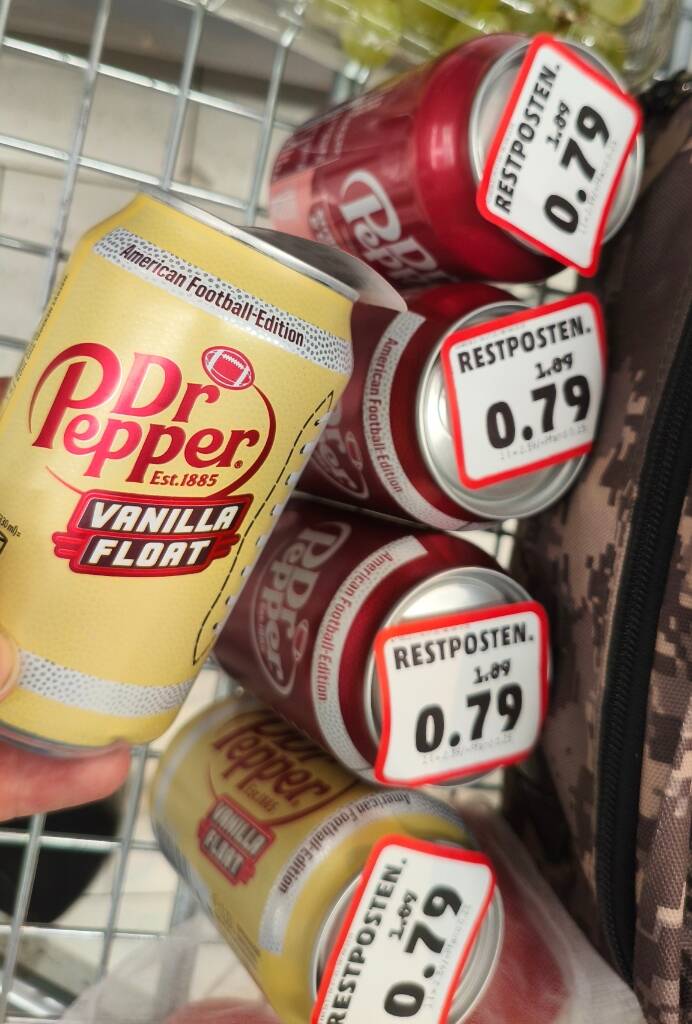 American Football-Edition
Dr
Pepper®
Est.1885
VANILLA
FLOAT
Dr
Pepper
RESTPOSTEN.
1.09
0.79
American Football-Edition
RESTPOSTEN.
1.09
0.79
Dr
Pepper
American Football-Edition
RESTPOSTEN.
1.09
0.79
Dr
Pepper
VANILLA
FLOAT
American Football-Edition
RESTPOSTEN.
1.09
0.79